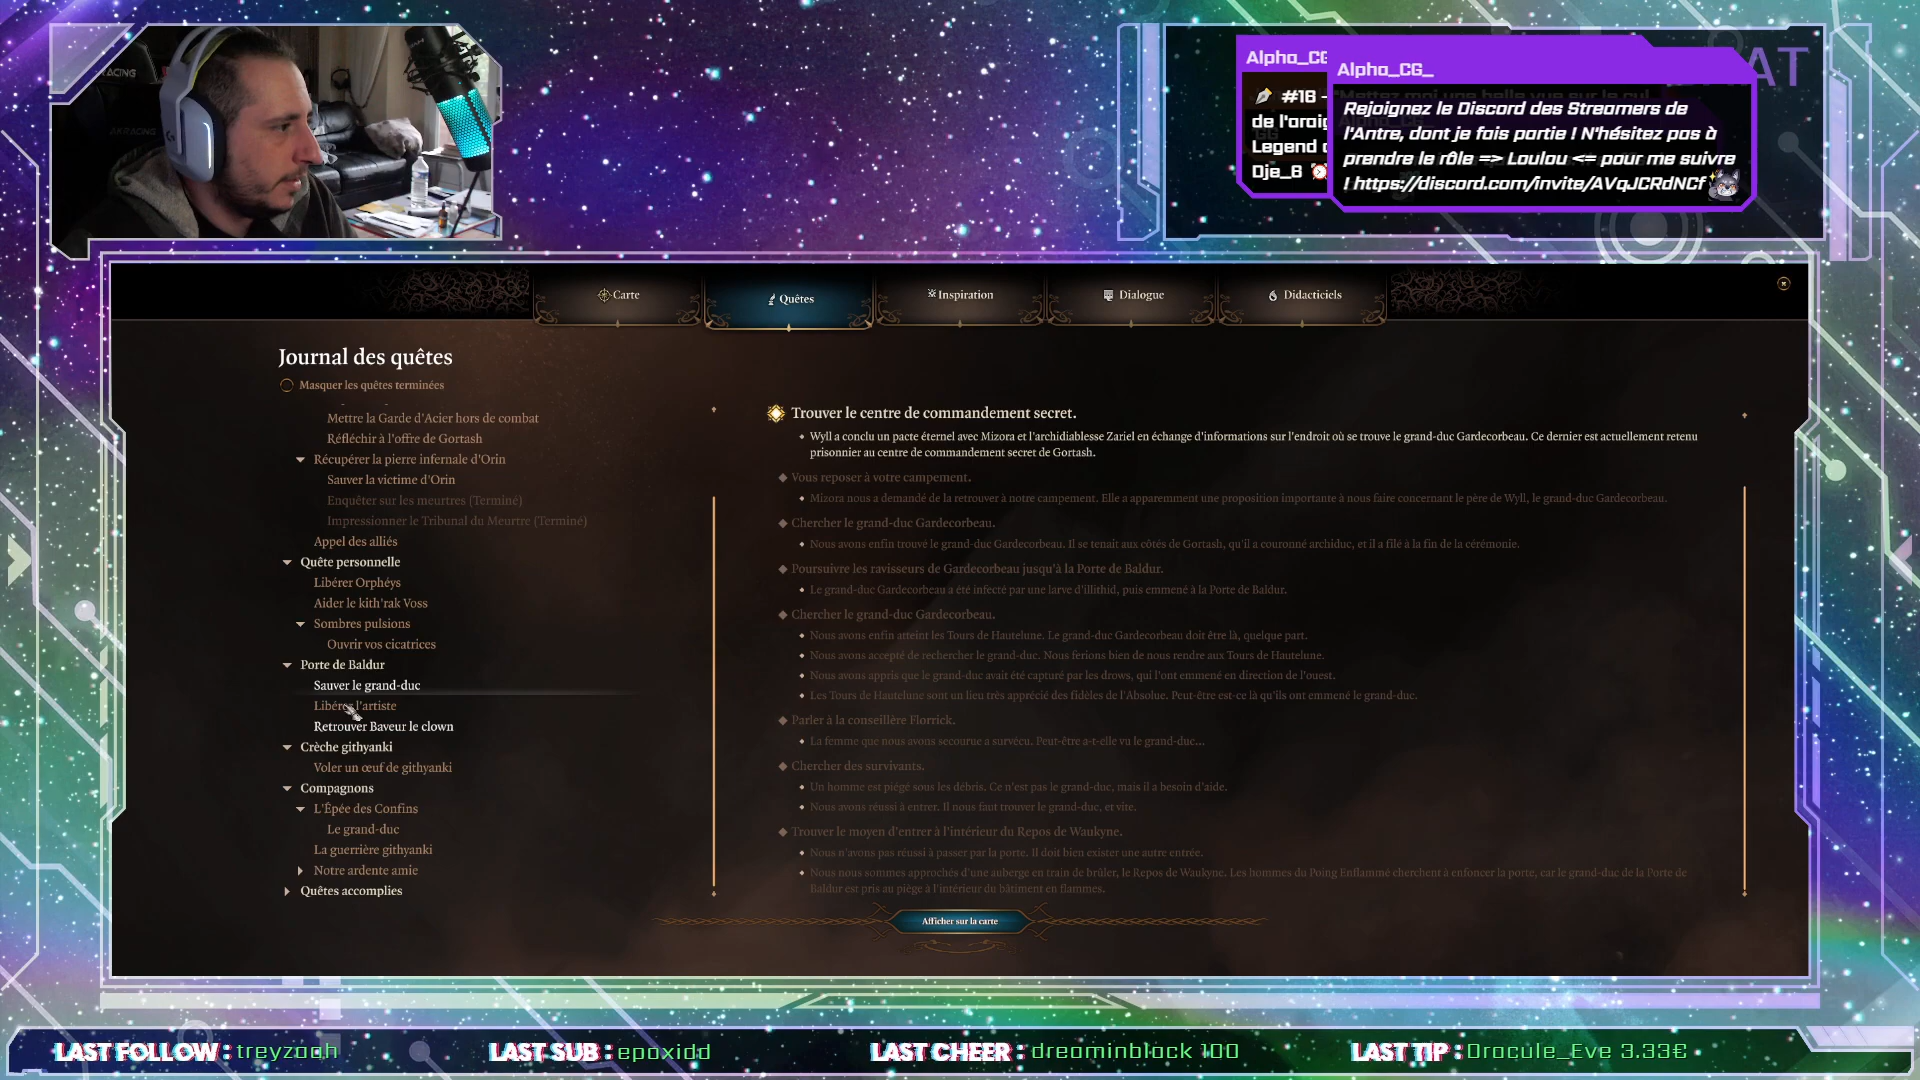 AKRACING
Alpha_CG
#16 -
de l'araig
Legend o
Dje_8
Alpha_CG_
Rejoignez le Discord des Streamers de
l'Antre, dont je fais partie ! N'hésitez pas à
prendre le rôle => Loulou <= pour me suivre
! https://discord.com/invite/AVqJCRdNCf
Carte
Quêtes
Inspiration
Dialogue
Didacticiels
Journal des quêtes
Masquer les quêtes terminées
Mettre la Garde d'Acier hors de combat
Réfléchir à l'offre de Gortash
Récupérer la pierre infernale d'Orin
Sauver la victime d'Orin
Enquêter sur les meurtres (Terminé)
Impressionner le Tribunal du Meurtre (Terminé)
Appel des alliés
Quête personnelle
Libérer Orphéys
Aider le kith'rak Voss
Sombres pulsions
Ouvrir vos cicatrices
Porte de Baldur
Sauver le grand-duc
Libérer l'artiste
Retrouver Baveur le clown
Crèche githyanki
Voler un œuf de githyanki
Compagnons
L'Épée des Confins
Le grand-duc
La guerrière githyanki
Notre ardente amie
Quêtes accomplies
Trouver le centre de commandement secret.
Wyll a conclu un pacte éternel avec Mizora et l'archidiablesse Zariel en échange d'informations sur l'endroit où se trouve le grand-duc Gardecorbeau. Ce dernier est actuellement retenu
prisonnier au centre de commandement secret de Gortash.
Vous reposer à votre campement.
Mizora nous a demandé de la retrouver à notre campement. Elle a apparemment une proposition importante à nous faire concernant le père de Wyll, le grand-duc Gardecorbeau.
Chercher le grand-duc Gardecorbeau.
Nous avons enfin trouvé le grand-duc Gardecorbeau. Il se tenait aux côtés de Gortash, qu'il a couronné archiduc, et il a filé à la fin de la cérémonie.
Poursuivre les ravisseurs de Gardecorbeau jusqu'à la Porte de Baldur.
Le grand-duc Gardecorbeau a été infecté par une larve d'illithid, puis emmené à la Porte de Baldur.
Chercher le grand-duc Gardecorbeau.
Nous avons enfin atteint les Tours de Hautelune. Le grand-duc Gardecorbeau doit être là, quelque part.
Nous avons accepté de rechercher le grand-duc. Nous ferions bien de nous rendre aux Tours de Hautelune.
Nous avons appris que le grand-duc avait été capturé par les drows, qui l'ont emmené en direction de l'ouest.
Les Tours de Hautelune sont un lieu très apprécié des fidèles de l'Absolue. Peut-être est-ce là qu'ils ont emmené le grand-duc.
Parler à la conseillère Florrick.
La femme que nous avons secourue a survécu. Peut-être a-t-elle vu le grand-duc...
Chercher des survivants.
Un homme est piégé sous les débris. Ce n'est pas le grand-duc, mais il a besoin d'aide.
Nous avons réussi à entrer. Il nous faut trouver le grand-duc, et vite.
Trouver le moyen d'entrer à l'intérieur du Repos de Waukyne.
Nous n'avons pas réussi à passer par la porte. Il doit bien exister une autre entrée.
Nous nous sommes approchés d'une auberge en train de brûler, le Repos de Waukyne. Les hommes du Poing Enflammé cherchent à enfoncer la porte, car le grand-duc de la Porte de
Baldur est pris au piège à l'intérieur du bâtiment en flammes.
Afficher sur la carte
LAST FOLLOW : treyzaqh
LAST SUB : epoxidd
LAST CHEER : dreaminblack 100
LAST TIP : Dracule_Eve 3.33€